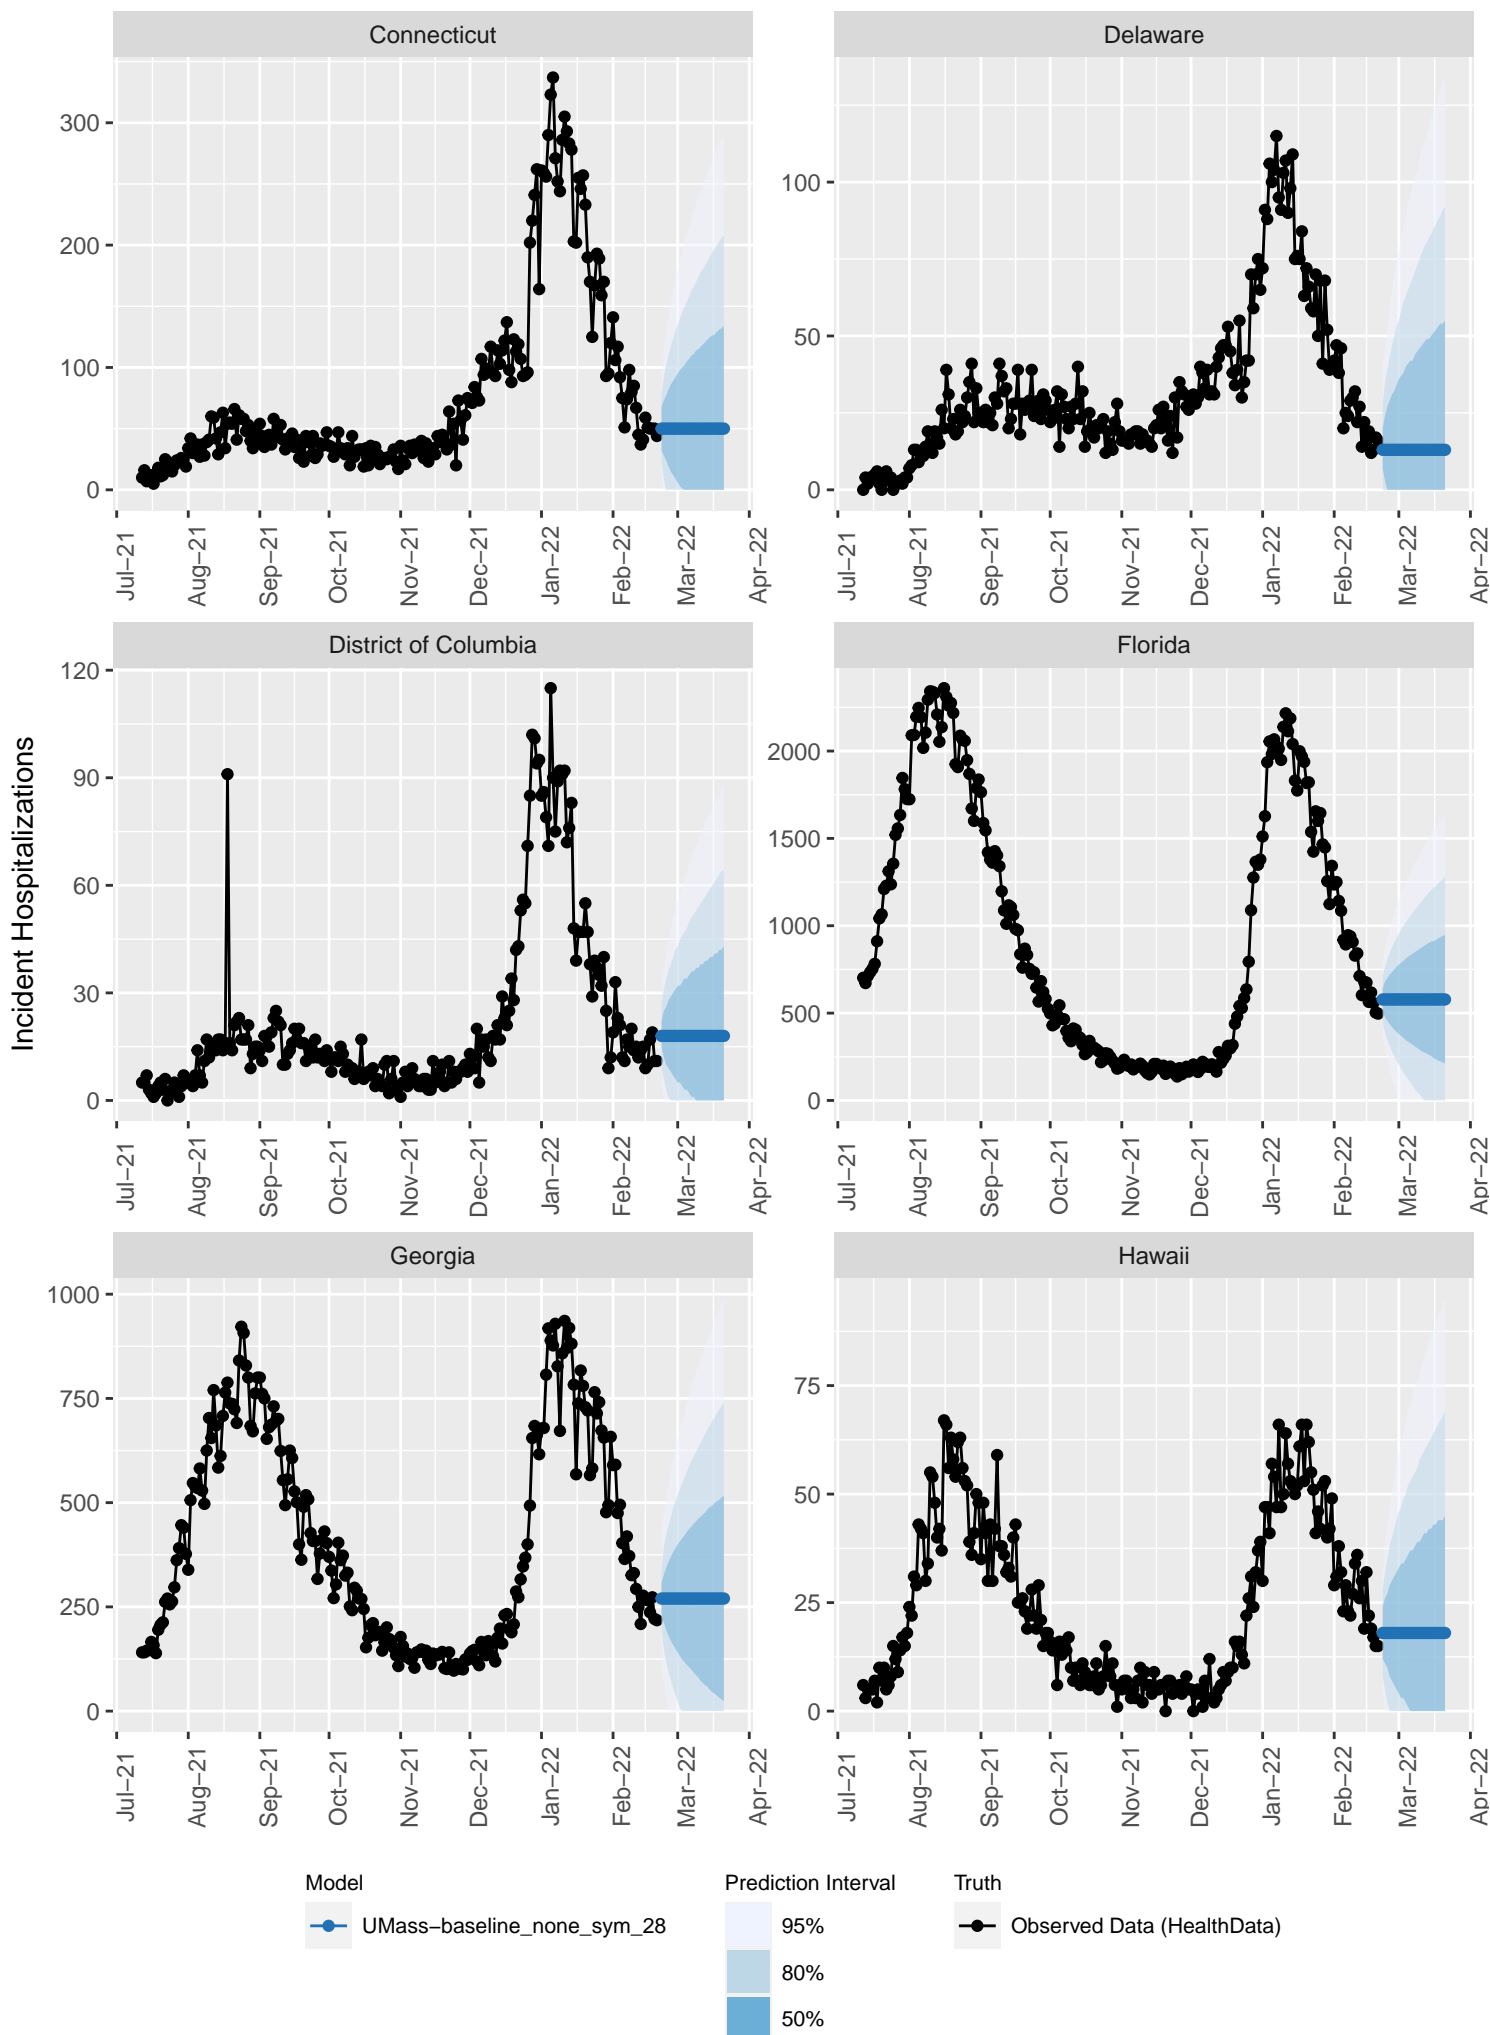 Connecticut
Delaware
300
200
100
0
100
50
0
Jul−21
Aug−21
Sep−21
Oct−21
Nov−21
Dec−21
Jan−22
Feb−22
Mar−22
Apr−22
Jul−21
Aug−21
Sep−21
Oct−21
Nov−21
Dec−21
Jan−22
Feb−22
Mar−22
Apr−22
Incident Hospitalizations
District of Columbia
Florida
120
90
60
30
0
2000
1500
1000
500
0
Jul−21
Aug−21
Sep−21
Oct−21
Nov−21
Dec−21
Jan−22
Feb−22
Mar−22
Apr−22
Jul−21
Aug−21
Sep−21
Oct−21
Nov−21
Dec−21
Jan−22
Feb−22
Mar−22
Apr−22
Georgia
Hawaii
1000
750
500
250
0
75
50
25
0
Jul−21
Aug−21
Sep−21
Oct−21
Nov−21
Dec−21
Jan−22
Feb−22
Mar−22
Apr−22
Jul−21
Aug−21
Sep−21
Oct−21
Nov−21
Dec−21
Jan−22
Feb−22
Mar−22
Apr−22
Model
UMass−baseline_none_sym_28
Prediction Interval
95%
80%
50%
Truth
Observed Data (HealthData)